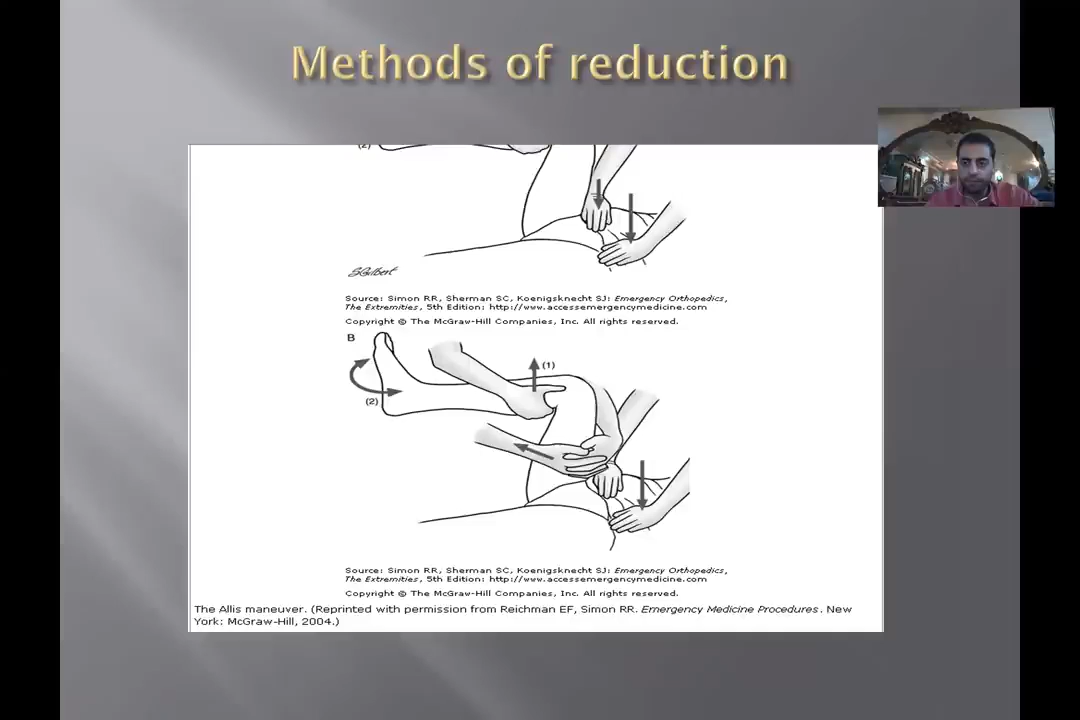 Methods of reduction
(2)
SGilbert
Source: Simon RR, Sherman SC, Koenigsknecht SJ: Emergency Orthopedics,
The Extremities, 5th Edition: http://www.accessemergencymedicine.com
Copyright © The McGraw-Hill Companies, Inc. All rights reserved.
B
(1)
(2)
Source: Simon RR, Sherman SC, Koenigsknecht SJ: Emergency Orthopedics,
The Extremities, 5th Edition: http://www.accessemergencymedicine.com
Copyright © The McGraw-Hill Companies, Inc. All rights reserved.
The Allis maneuver. (Reprinted with permission from Reichman EF, Simon RR. Emergency Medicine Procedures. New
York: McGraw-Hill, 2004.)